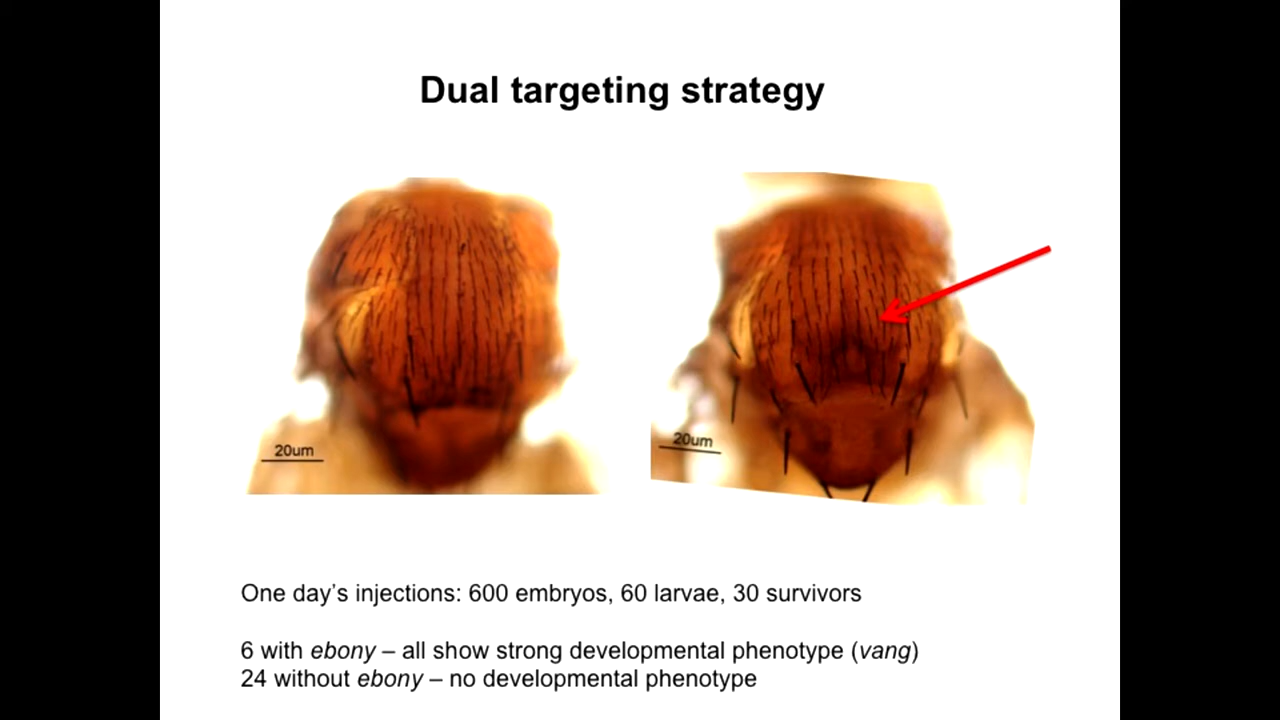 Dual targeting strategy
20um
20um
One day’s injections: 600 embryos, 60 larvae, 30 survivors
6 with ebony – all show strong developmental phenotype (vang)
24 without ebony – no developmental phenotype